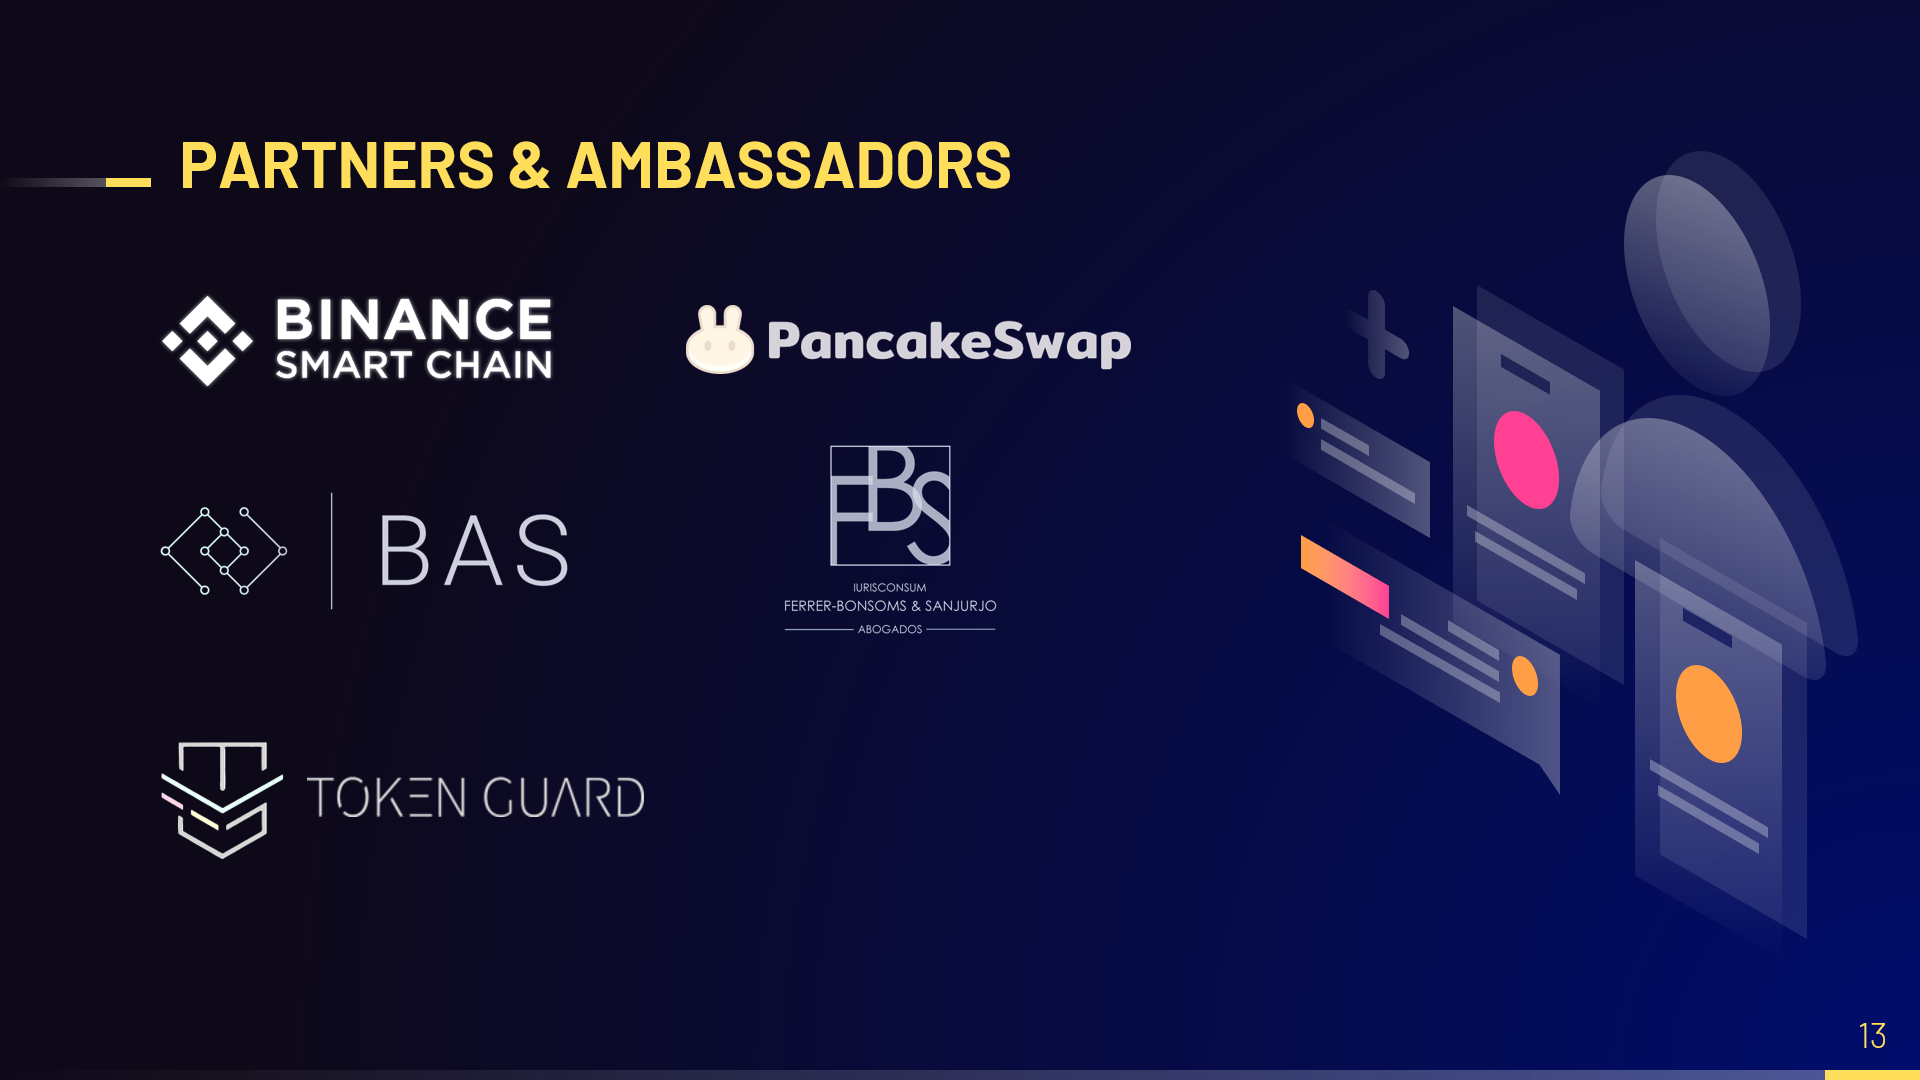 PARTNERS & AMBASSADORS
BINANCE
SMART CHAIN
PancakeSwap
BAS
FBS
IURISCONSUM
FERRER-BONSOMS & SANJURJO
ABOGADOS
TOKEN GUARD
13